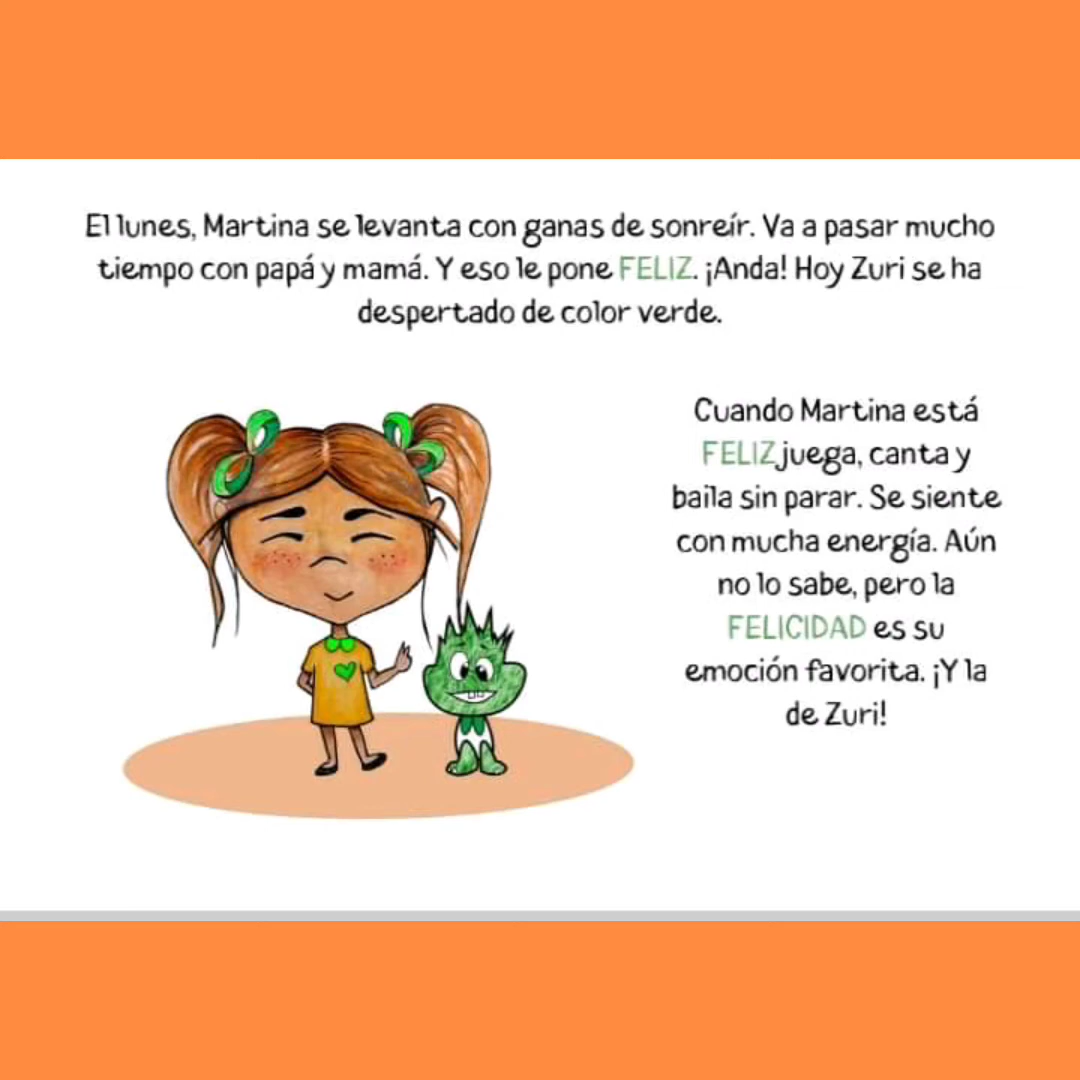 El lunes, Martina se levanta con ganas de sonreír. Va a pasar mucho
tiempo con papá y mamá. Y eso le pone FELIZ. ¡Anda! Hoy Zuri se ha
despertado de color verde.
Cuando Martina está
FELIZ juega, canta y
baila sin parar. Se siente
con mucha energía. Aún
no lo sabe, pero la
FELICIDAD es su
emoción favorita. ¡Y la
de Zuri!